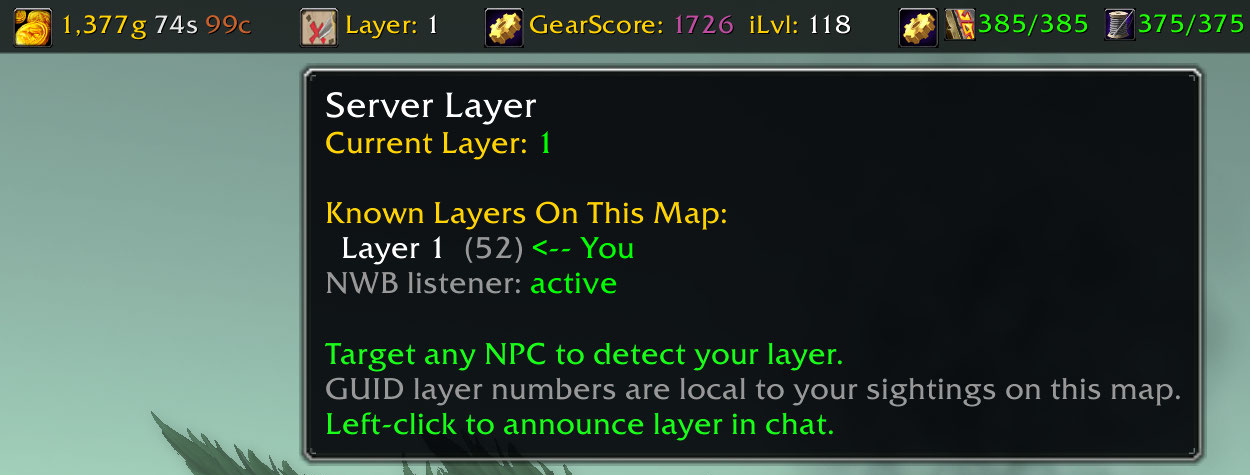 1,377g 74s 99c Layer: 1 GearScore: 1726 iLvl: 118 385/385 375/375
Server Layer
Current Layer: 1
Known Layers On This Map:
Layer 1 (52) <-- You
NWB listener: active
Target any NPC to detect your layer.
GUID layer numbers are local to your sightings on this map.
Left-click to announce layer in chat.